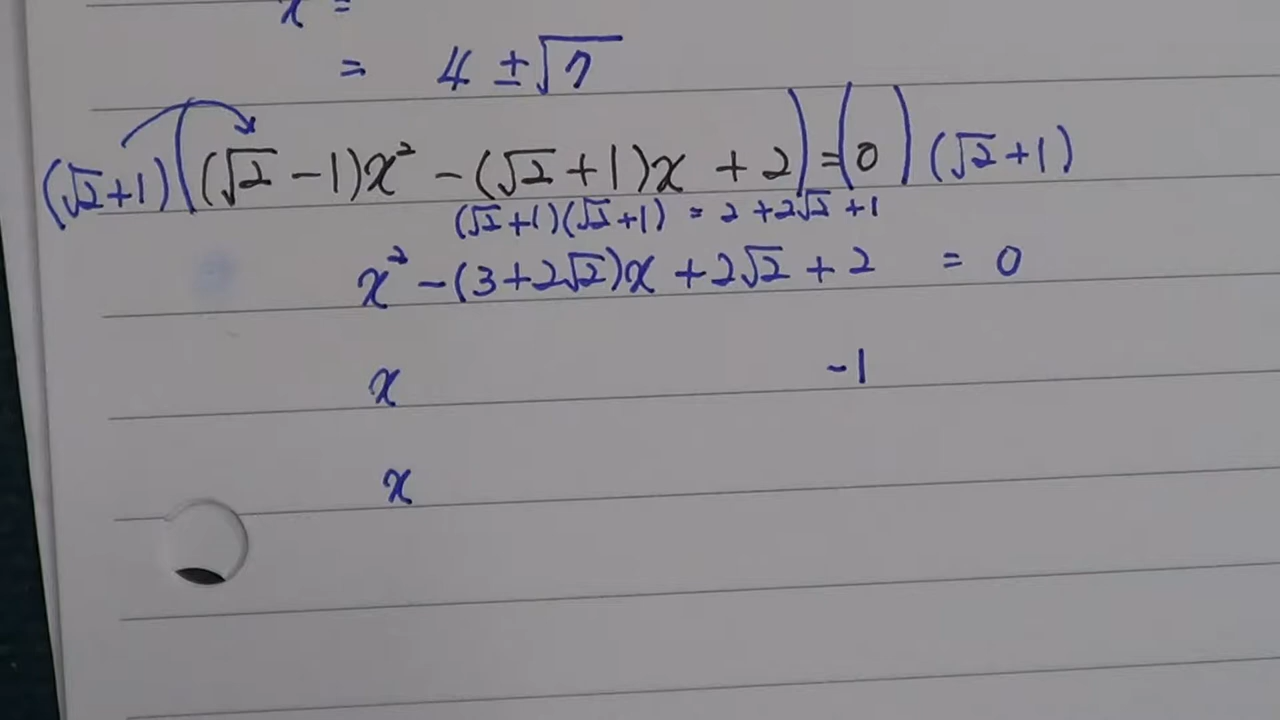 x =
= 4 ±√7
(√2+1)((√2-1)x² -(√2+1)x +2)=(0)(√2+1)
(√2+1)(√2+1) = 2+2√2+1
x² -(3+2√2)x +2√2+2 = 0
x -1
x